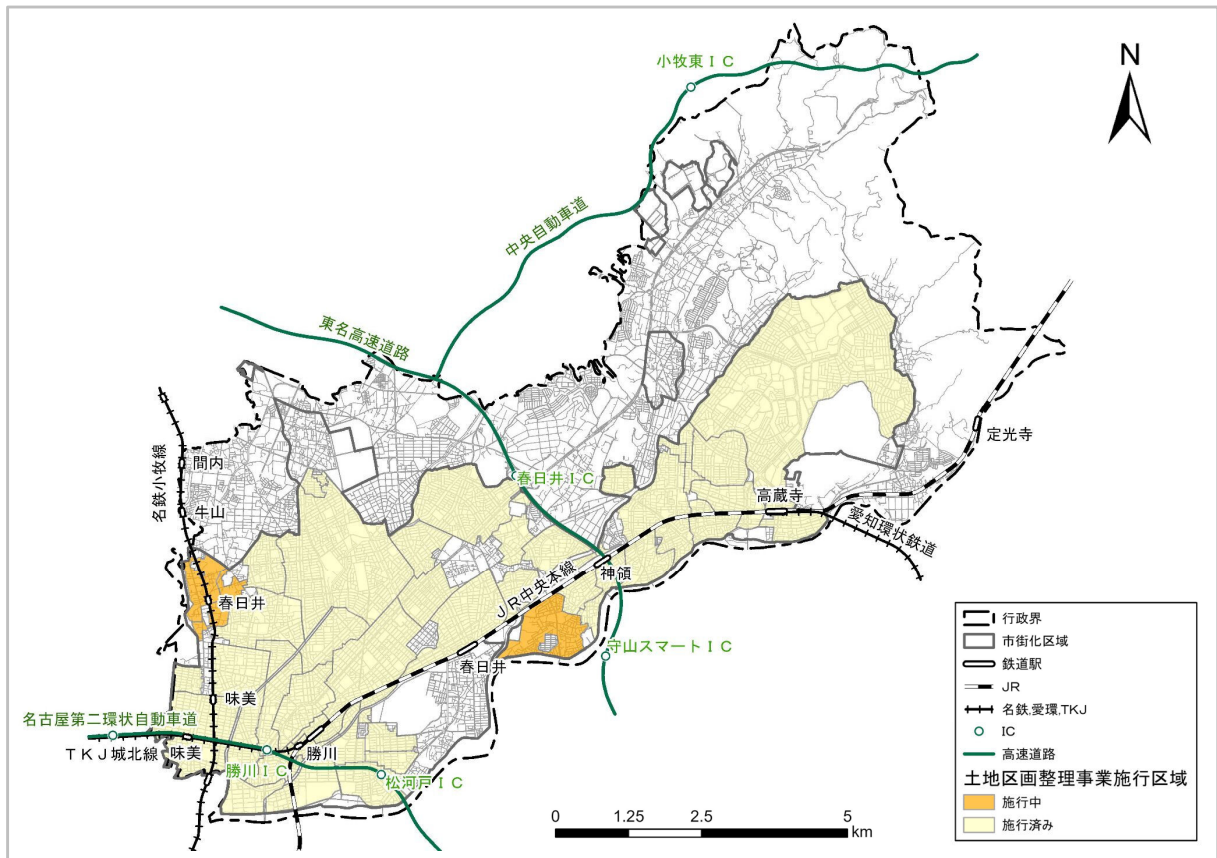 小牧東ＩＣ
N
中央自動車道
東名高速道路
名鉄小牧線
間内
牛山
春日井ＩＣ
定光寺
高蔵寺
愛知環状鉄道
ＪＲ中央本線
神領
春日井
春日井
守山スマートＩＣ
味美
名古屋第二環状自動車道
ＴＫＪ城北線
味美
勝川
勝川ＩＣ
松河戸ＩＣ
0 1.25 2.5 5
km
行政界
市街化区域
鉄道駅
JR
名鉄,愛環,TKJ
IC
高速道路
土地区画整理事業施行区域
施行中
施行済み